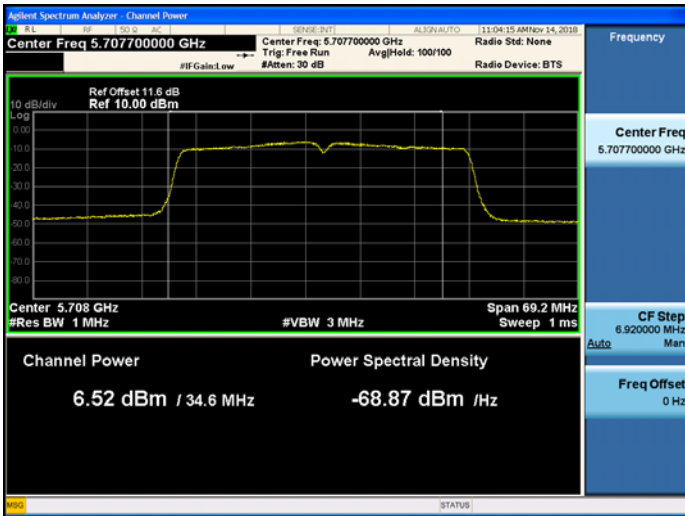 Agilent Spectrum Analyzer - Channel Power
RL RF 50 Ω AC SENSE:INT ALIGN AUTO 11:04:15 AM Nov 14, 2018
Center Freq 5.707700000 GHz
Center Freq: 5.707700000 GHz
Radio Std: None
Trig: Free Run Avg|Hold: 100/100
#IFGain:Low #Atten: 30 dB Radio Device: BTS
Ref Offset 11.6 dB
10 dB/div Ref 10.00 dBm
Log
0.00
-10.0
-20.0
-30.0
-40.0
-50.0
-60.0
-70.0
-80.0
Center 5.708 GHz Span 69.2 MHz
#Res BW 1 MHz #VBW 3 MHz Sweep 1 ms
Channel Power Power Spectral Density
6.52 dBm / 34.6 MHz -68.87 dBm /Hz
Frequency
Center Freq
5.707700000 GHz
CF Step
6.920000 MHz
Auto Man
Freq Offset
0 Hz
MSG STATUS